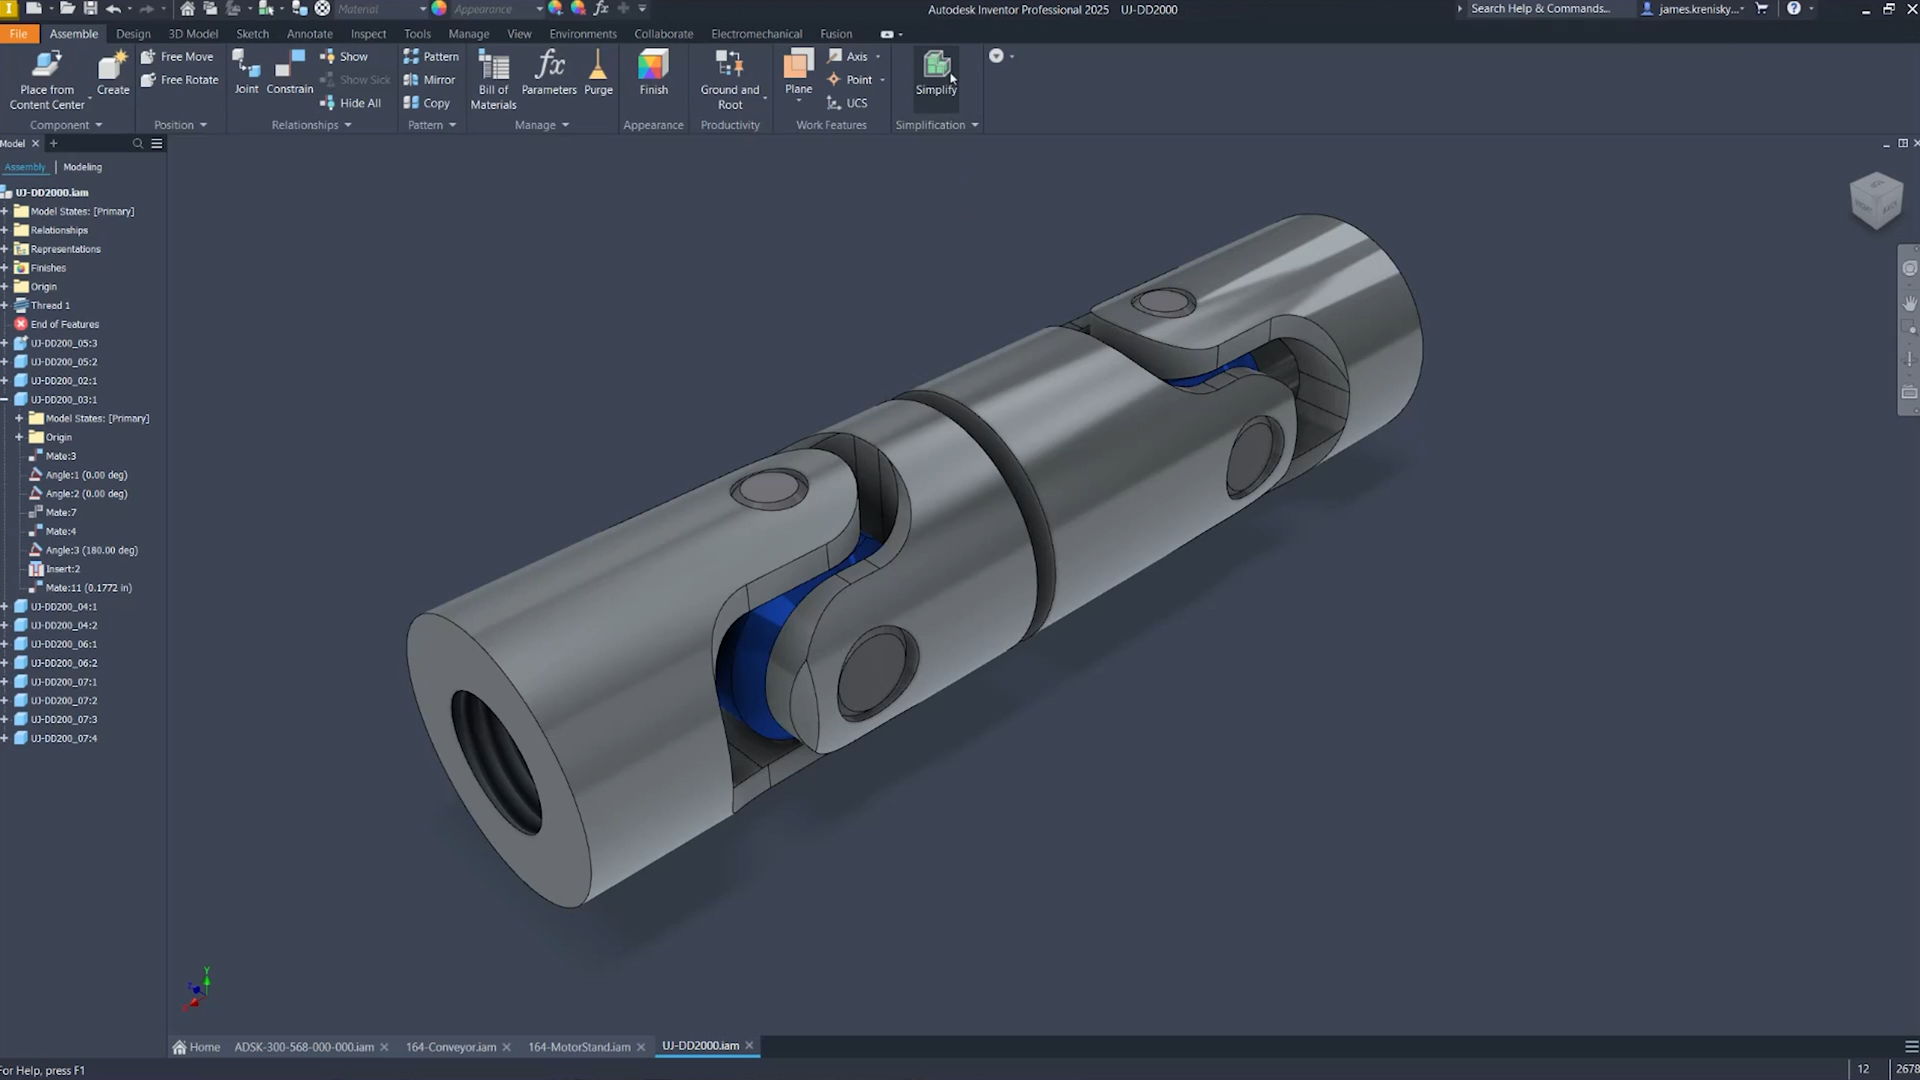 Material
Appearance
Autodesk Inventor Professional 2025 UJ-DD2000
Search Help & Commands...
james.krenisky...
File
Assemble
Design
3D Model
Sketch
Annotate
Inspect
Tools
Manage
View
Environments
Collaborate
Electromechanical
Fusion
Place from
Content Center
Create
Free Move
Free Rotate
Joint
Constrain
Show
Show Sick
Hide All
Pattern
Mirror
Copy
Bill of
Materials
fx
Parameters
Purge
Finish
Ground and
Root
Plane
Axis
Point
UCS
Simplify
Component
Position
Relationships
Pattern
Manage
Appearance
Productivity
Work Features
Simplification
Model
Assembly
Modeling
UJ-DD2000.iam
Model States: [Primary]
Relationships
Representations
Finishes
Origin
Thread 1
End of Features
UJ-DD200_05:3
UJ-DD200_05:2
UJ-DD200_02:1
UJ-DD200_03:1
Model States: [Primary]
Origin
Mate:3
Angle:1 (0.00 deg)
Angle:2 (0.00 deg)
Mate:7
Mate:4
Angle:3 (180.00 deg)
Insert:2
Mate:11 (0.1772 in)
UJ-DD200_04:1
UJ-DD200_04:2
UJ-DD200_06:1
UJ-DD200_06:2
UJ-DD200_07:1
UJ-DD200_07:2
UJ-DD200_07:3
UJ-DD200_07:4
Y
Z
Home
ADSK-300-568-000-000.iam
164-Conveyor.iam
164-MotorStand.iam
UJ-DD2000.iam
For Help, press F1
12
2678